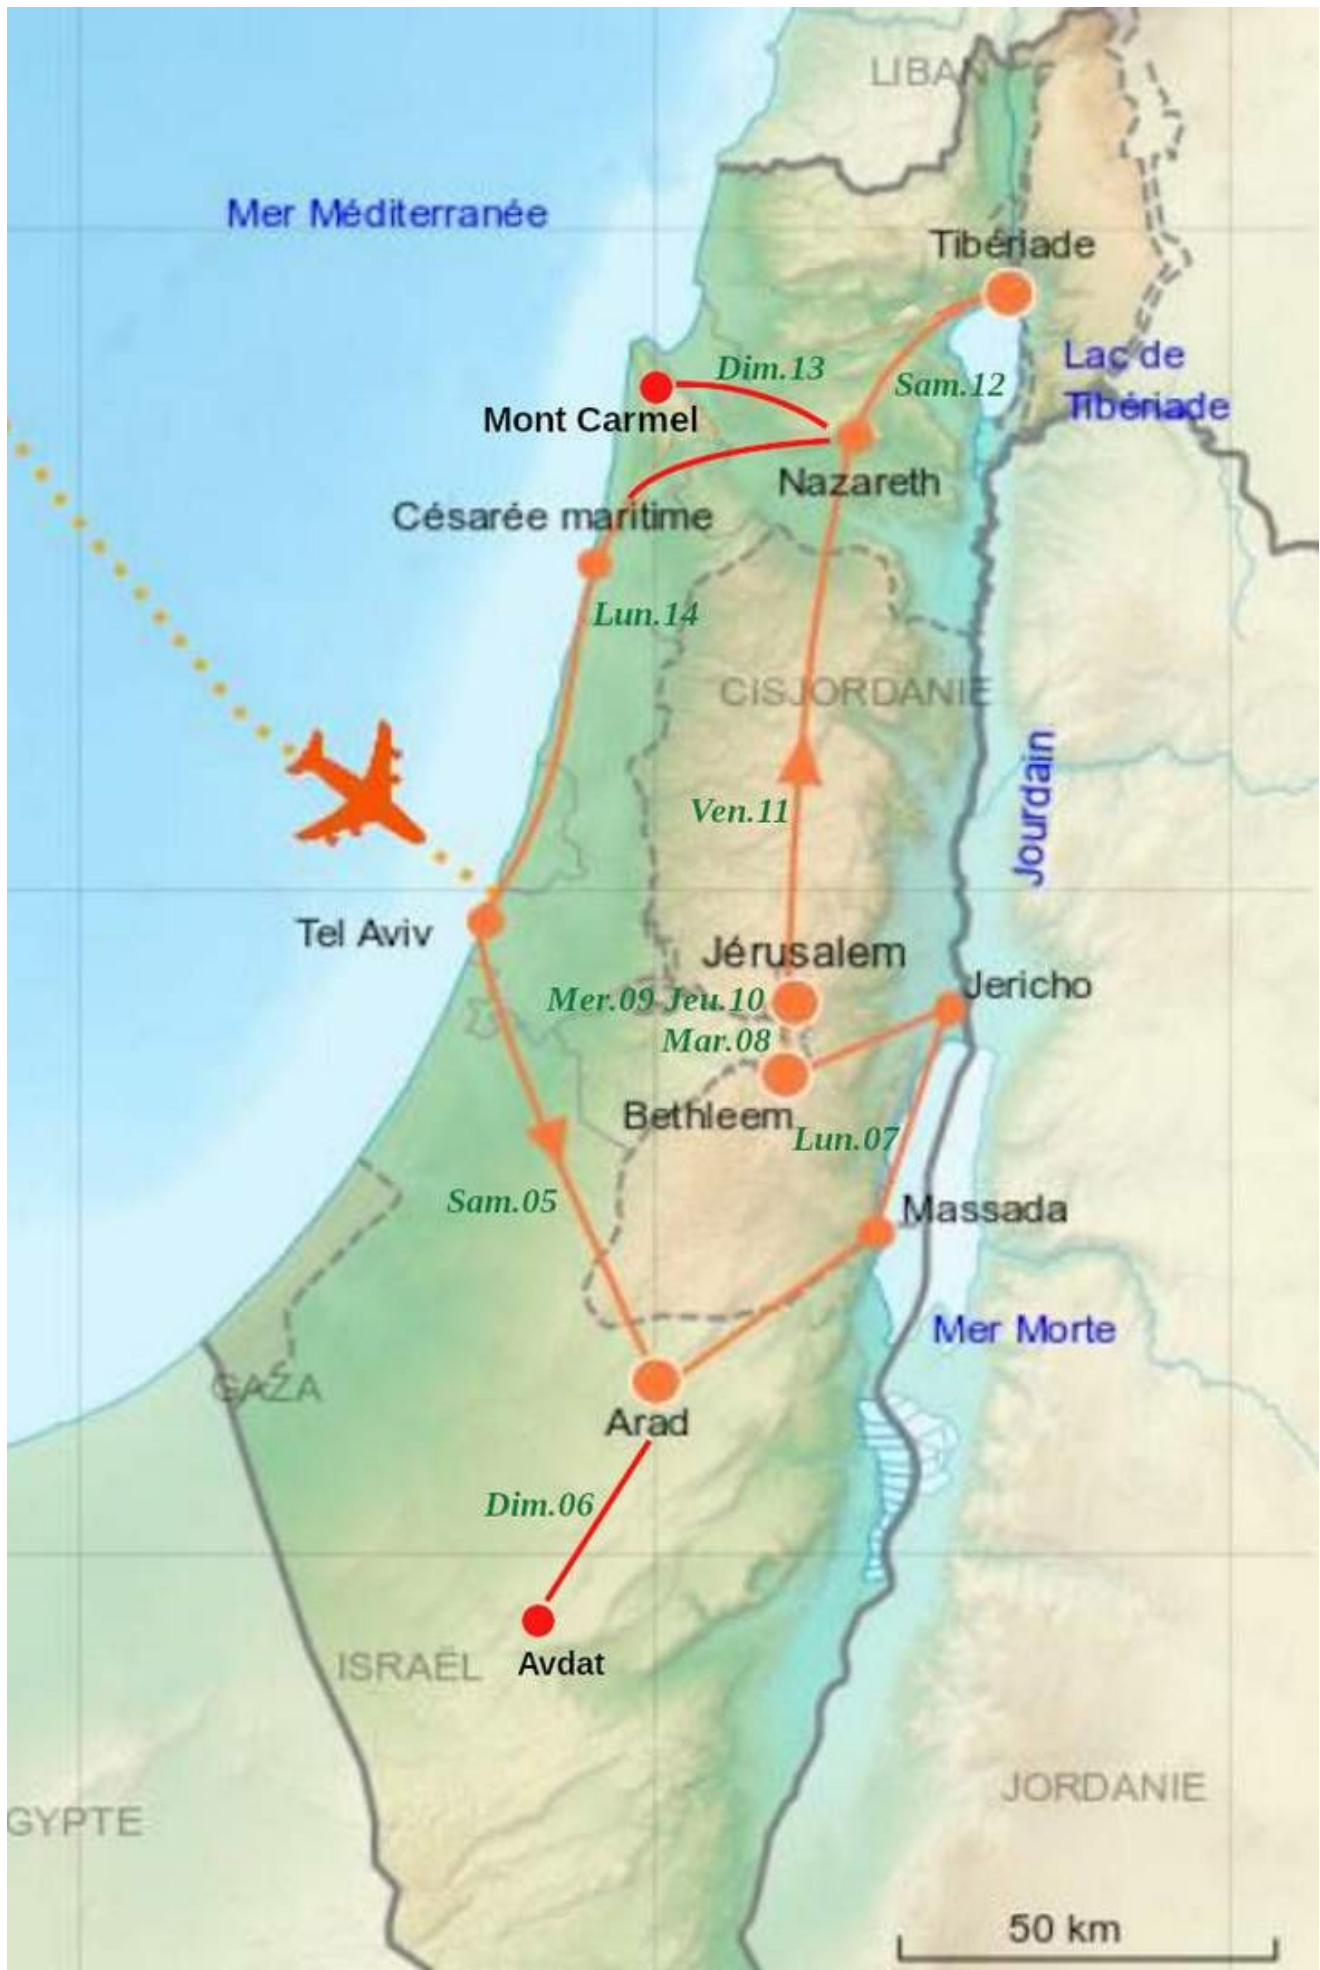 LIBAN
Mer Méditerranée
Tibériade
Lac de
Tibériade
Dim.13
Sam.12
Mont Carmel
Nazareth
Césarée maritime
Lun.14
CISJORDANIE
Jourdain
Ven.11
Tel Aviv
Jérusalem
Jericho
Mer.09 Jeu.10
Mar.08
Bethleem
Lun.07
Sam.05
Massada
Mer Morte
GAZA
Arad
Dim.06
ISRAËL
Avdat
JORDANIE
GYPTE
50 km